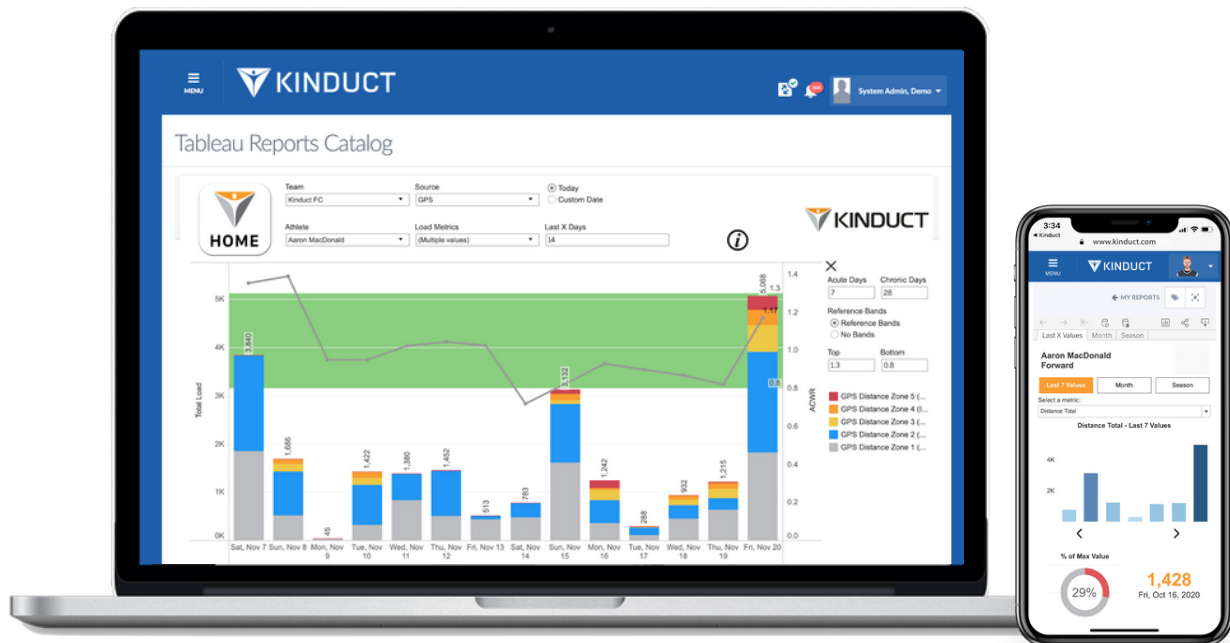 MENU
KINDUCT
System Admin, Demo
Tableau Reports Catalog
HOME
Team
Kinduct FC
Source
GPS
Today
Custom Date
Athlete
Aaron MacDonald
Load Metrics
(Multiple values)
Last X Days
14
i
KINDUCT
Total Load
5K
4K
3K
2K
1K
0K
3,840
1,686
45
1,422
1,380
1,452
513
783
3,132
1,242
288
932
1,215
5,068
1.3
1.17
0.8
1.4
1.2
1.0
0.8
0.6
0.4
0.2
0.0
ACWR
Sat, Nov 7
Sun, Nov 8
Mon, Nov
9
Tue, Nov
10
Wed, Nov
11
Thu, Nov
12
Fri, Nov 13
Sat, Nov
14
Sun, Nov
15
Mon, Nov
16
Tue, Nov
17
Wed, Nov
18
Thu, Nov
19
Fri, Nov 20
Acute Days
Chronic Days
7
28
Reference Bands
Reference Bands
No Bands
Top
Bottom
1.3
0.8
GPS Distance Zone 5 (...
GPS Distance Zone 4 (I...
GPS Distance Zone 3 (...
GPS Distance Zone 2 (...
GPS Distance Zone 1 (...
3:34
Kinduct
www.kinduct.com
MENU
KINDUCT
MY REPORTS
Last X Values
Month
Season
Aaron MacDonald
Forward
Last 7 Values
Month
Season
Select a metric:
Distance Total
Distance Total - Last 7 Values
4K
2K
% of Max Value
29%
1,428
Fri, Oct 16, 2020